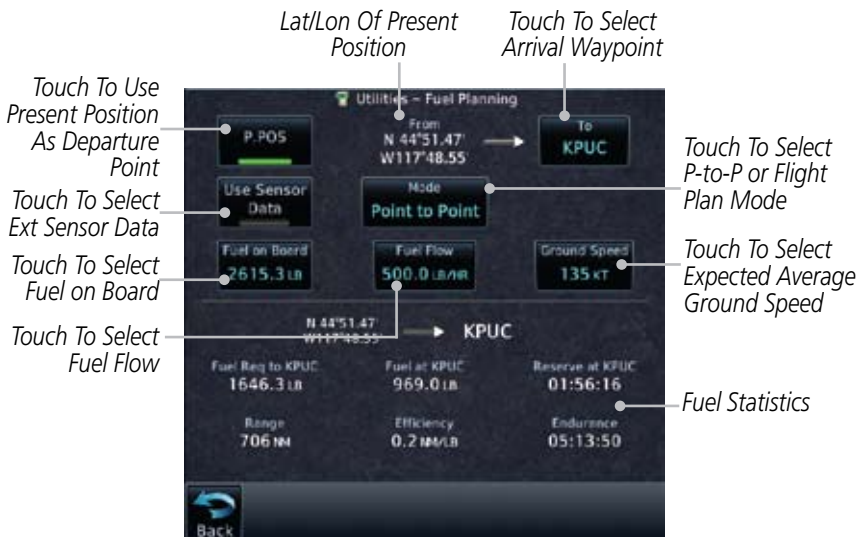 Lat/Lon Of Present
Position
Touch To Select
Arrival Waypoint
Touch To Use
Present Position
As Departure
Point
Touch To Select
Ext Sensor Data
Touch To Select
Fuel on Board
Touch To Select
Fuel Flow
Utilities – Fuel Planning
P.POS
From
N 44°51.47'
W117°48.55'
To
KPUC
Use Sensor
Data
Mode
Point to Point
Fuel on Board
2615.3 LB
Fuel Flow
500.0 LB/HR
Ground Speed
135 KT
N 44°51.47'
W117°48.55'
KPUC
Fuel Req to KPUC
1646.3 LB
Fuel at KPUC
969.0 LB
Reserve at KPUC
01:56:16
Range
706 NM
Efficiency
0.2 NM/LB
Endurance
05:13:50
Back
Touch To Select
P-to-P or Flight
Plan Mode
Touch To Select
Expected Average
Ground Speed
Fuel Statistics